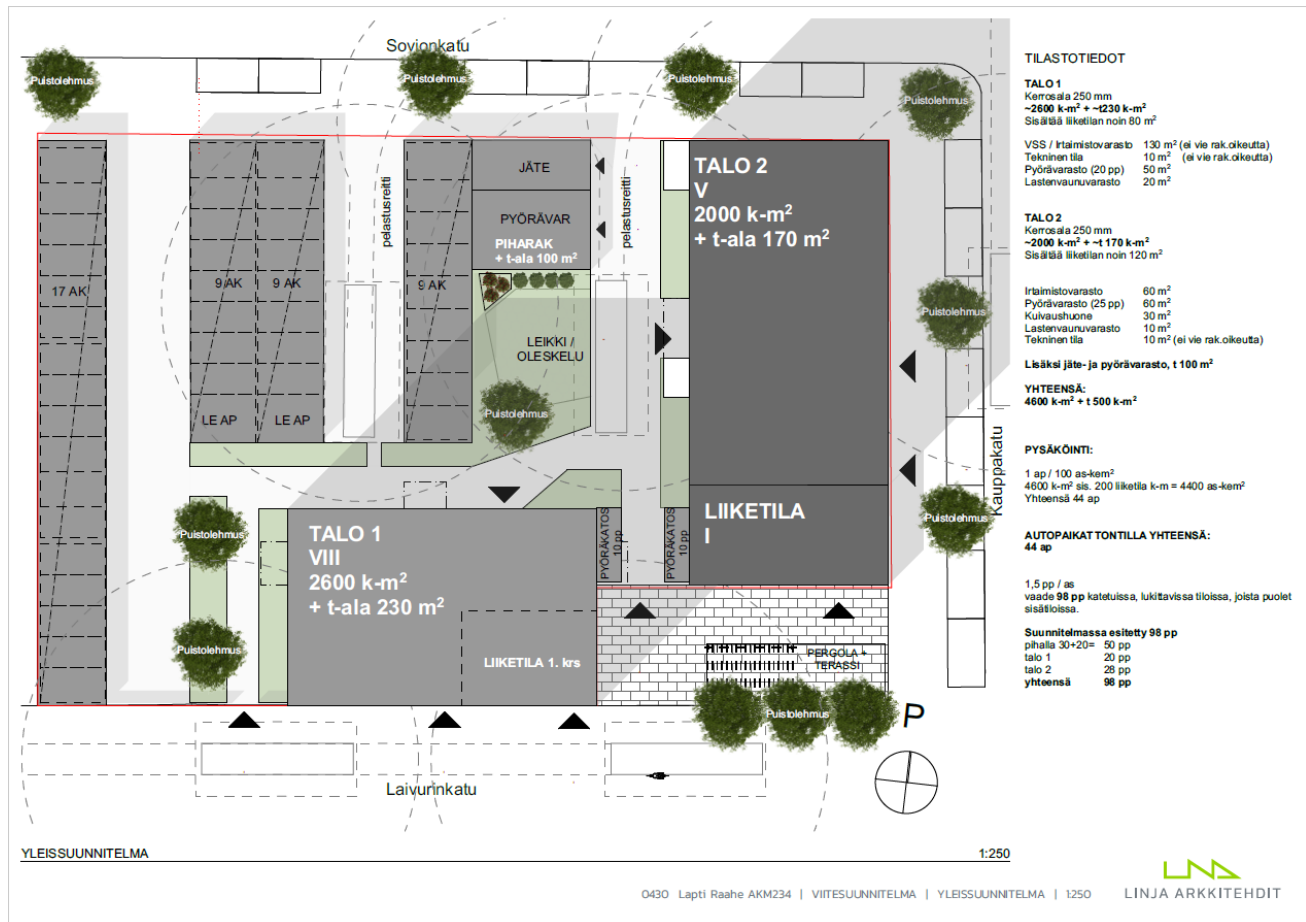 Sovionkatu
Puistolehmus
Puistolehmus
Puistolehmus
Puistolehmus
JÄTE
PYÖRÄVAR
PIHARAK
+ t-ala 100 m²
pelastusreitti
pelastusreitti
TALO 2
V
2000 k-m²
+ t-ala 170 m²
17 AK
9 AK
9 AK
9 AK
LEIKKI /
OLESKELU
Puistolehmus
Puistolehmus
LE AP
LE AP
Kauppakatu
Puistolehmus
Puistolehmus
TALO 1
VIII
2600 k-m²
+ t-ala 230 m²
PYÖRÄKATOS
10 pp
PYÖRÄKATOS
10 pp
LIIKETILA
I
Puistolehmus
LIIKETILA 1. krs
PERGOLA +
TERASSI
Puistolehmus
P
Laivurinkatu
TILASTOTIEDOT
TALO 1
Kerrosala 250 mm
~2600 k-m² + ~t230 k-m²
Sisältää liiketilan noin 80 m²
VSS / Irtaimistovarasto 130 m² (ei vie rak.oikeutta)
Tekninen tila 10 m² (ei vie rak.oikeutta)
Pyörävarasto (20 pp) 50 m²
Lastenvaunuvarasto 20 m²
TALO 2
Kerrosala 250 mm
~2000 k-m² + ~t 170 k-m²
Sisältää liiketilan noin 120 m²
Irtaimistovarasto 60 m²
Pyörävarasto (25 pp) 60 m²
Kuivaushuone 30 m²
Lastenvaunuvarasto 10 m²
Tekninen tila 10 m² (ei vie rak.oikeutta)
Lisäksi jäte- ja pyörävarasto, t 100 m²
YHTEENSÄ:
4600 k-m² + t 500 k-m²
PYSÄKÖINTI:
1 ap / 100 as-kem²
4600 k-m² sis. 200 liiketila k-m = 4400 as-kem²
Yhteensä 44 ap
AUTOPAIKAT TONTILLA YHTEENSÄ:
44 ap
1,5 pp / as
vaade 98 pp katetuissa, lukittavissa tiloissa, joista puolet
sisätiloissa.
Suunnitelmassa esitetty 98 pp
pihalla 30+20= 50 pp
talo 1 20 pp
talo 2 28 pp
yhteensä 98 pp
YLEISSUUNNITELMA 1:250
0430 Lapti Raahe AKM234 | VIITESUUNNITELMA | YLEISSUUNNITELMA | 1:250
LINJA ARKKITEHDIT